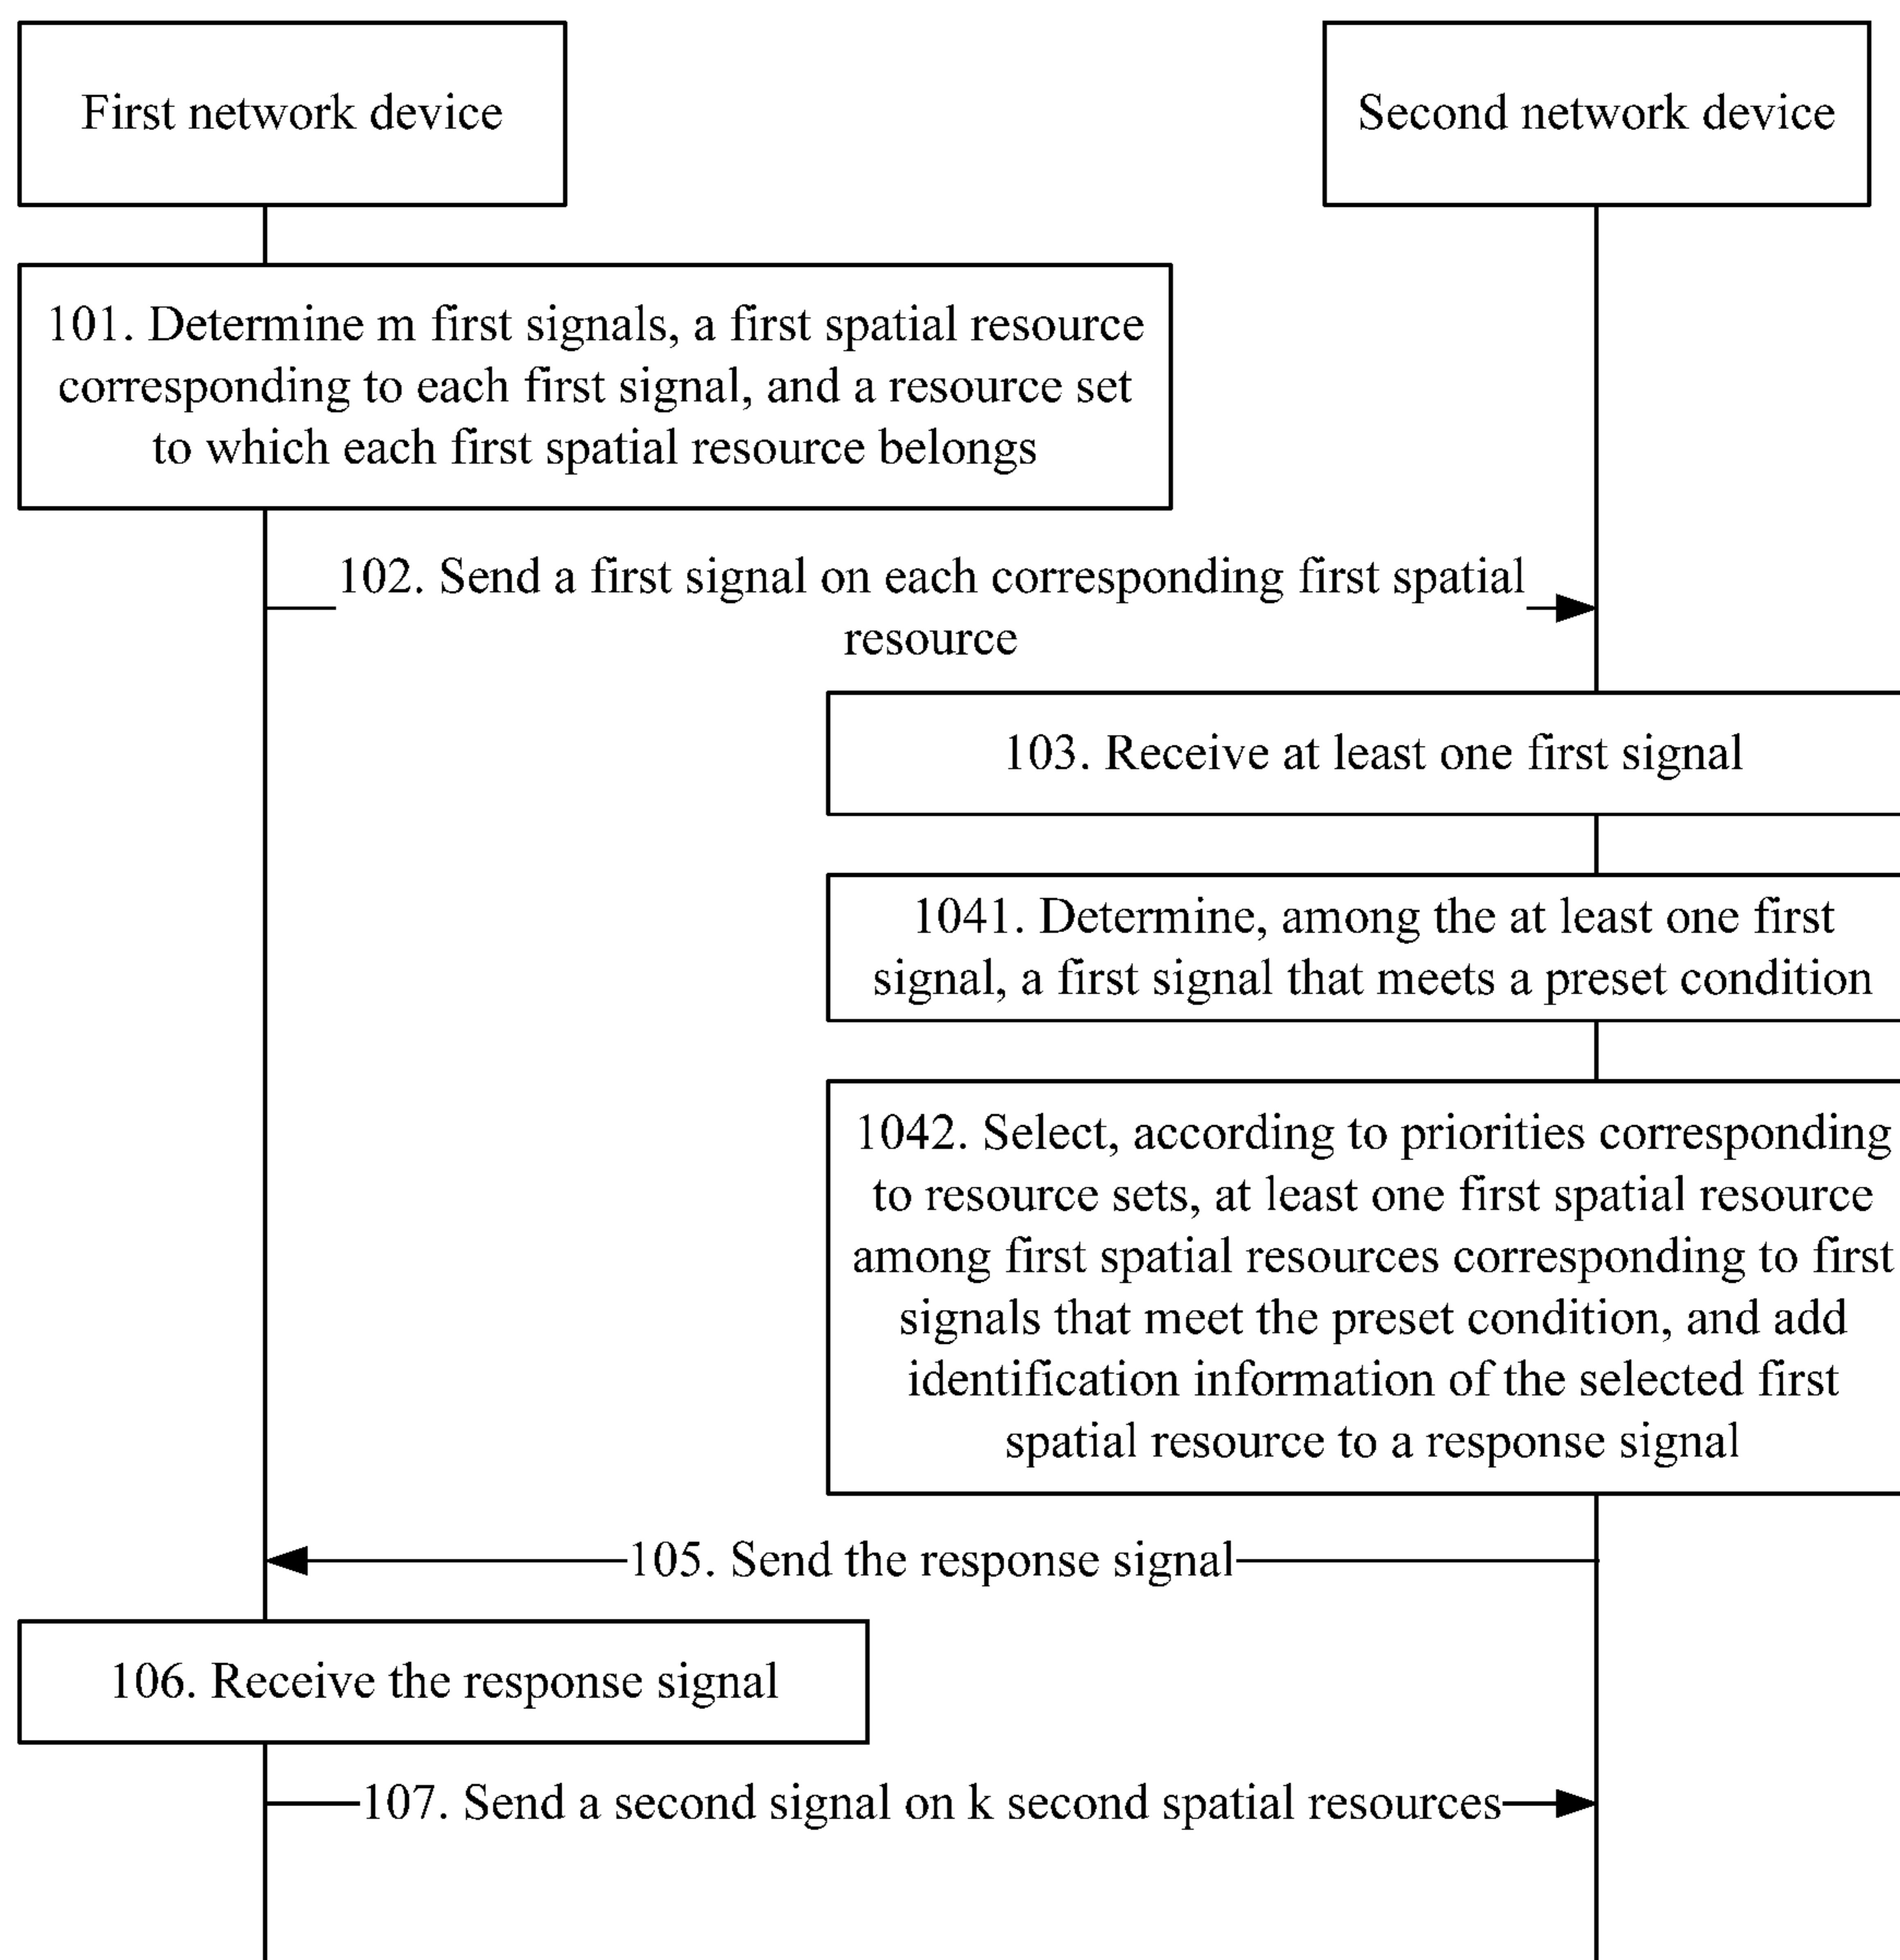 First network device
Second network device
101. Determine m first signals, a first spatial resource
corresponding to each first signal, and a resource set
to which each first spatial resource belongs
102. Send a first signal on each corresponding first spatial
resource
103. Receive at least one first signal
1041. Determine, among the at least one first
signal, a first signal that meets a preset condition
1042. Select, according to priorities corresponding
to resource sets, at least one first spatial resource
among first spatial resources corresponding to first
signals that meet the preset condition, and add
identification information of the selected first
spatial resource to a response signal
105. Send the response signal
106. Receive the response signal
107. Send a second signal on k second spatial resources